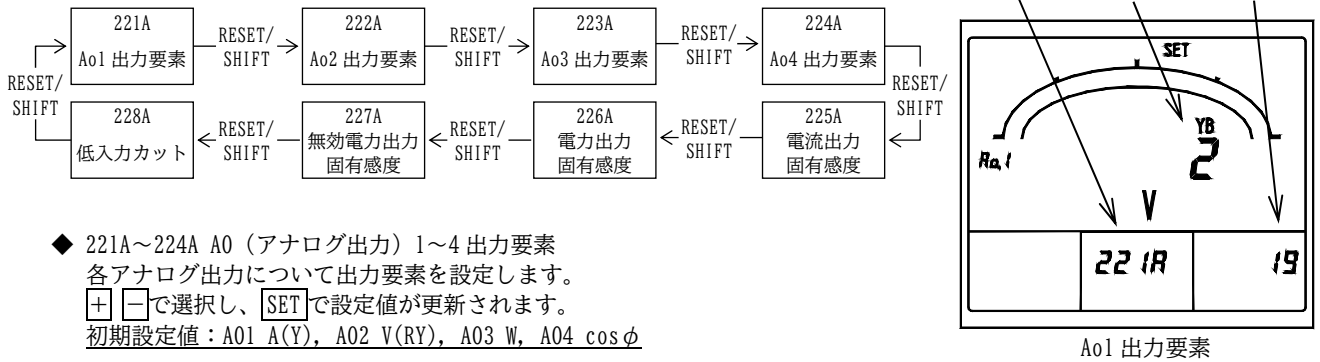 221A
Ao1 出力要素
RESET/
SHIFT
222A
Ao2 出力要素
RESET/
SHIFT
223A
Ao3 出力要素
RESET/
SHIFT
224A
Ao4 出力要素
RESET/
SHIFT
225A
電流出力
固有感度
RESET/
SHIFT
226A
電力出力
固有感度
RESET/
SHIFT
227A
無効電力出力
固有感度
RESET/
SHIFT
228A
低入力カット
RESET/
SHIFT
◆ 221A～224A AO（アナログ出力）1～4 出力要素
各アナログ出力について出力要素を設定します。
+ －で選択し、SETで設定値が更新されます。
初期設定値：AO1 A(Y), AO2 V(RY), AO3 W, AO4 cosφ
SET
YB
2
Ao.1
V
221A
19
Ao1 出力要素